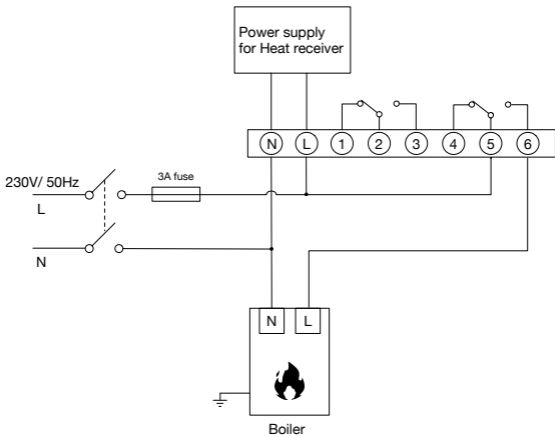 Power supply
for Heat receiver
N L 1 2 3 4 5 6
230V/ 50Hz
3A fuse
L
N
N L
Boiler